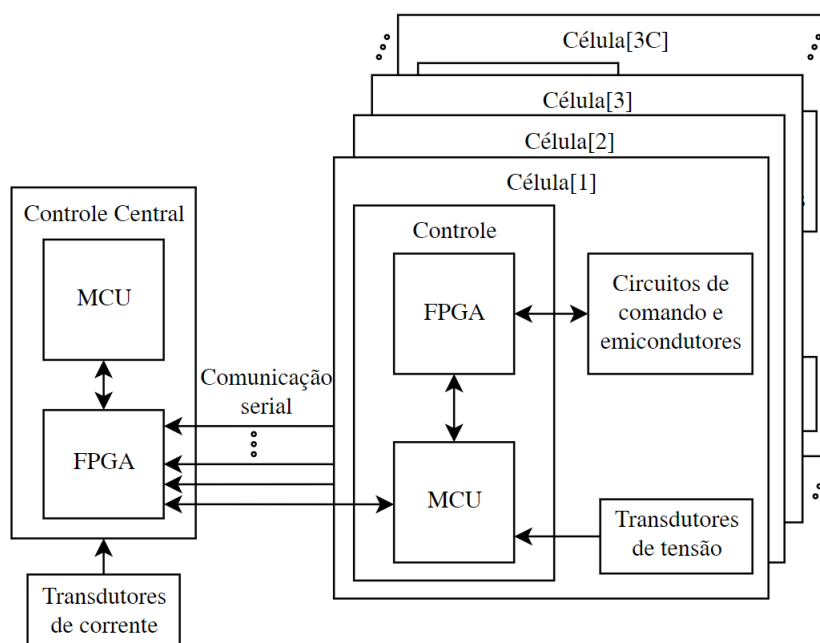 Célula[3C]
Célula[3]
Célula[2]
Célula[1]
Controle Central
MCU
FPGA
Comunicação
serial
Controle
FPGA
MCU
Circuitos de
comando e
emicondutores
Transdutores
de tensão
Transdutores
de corrente